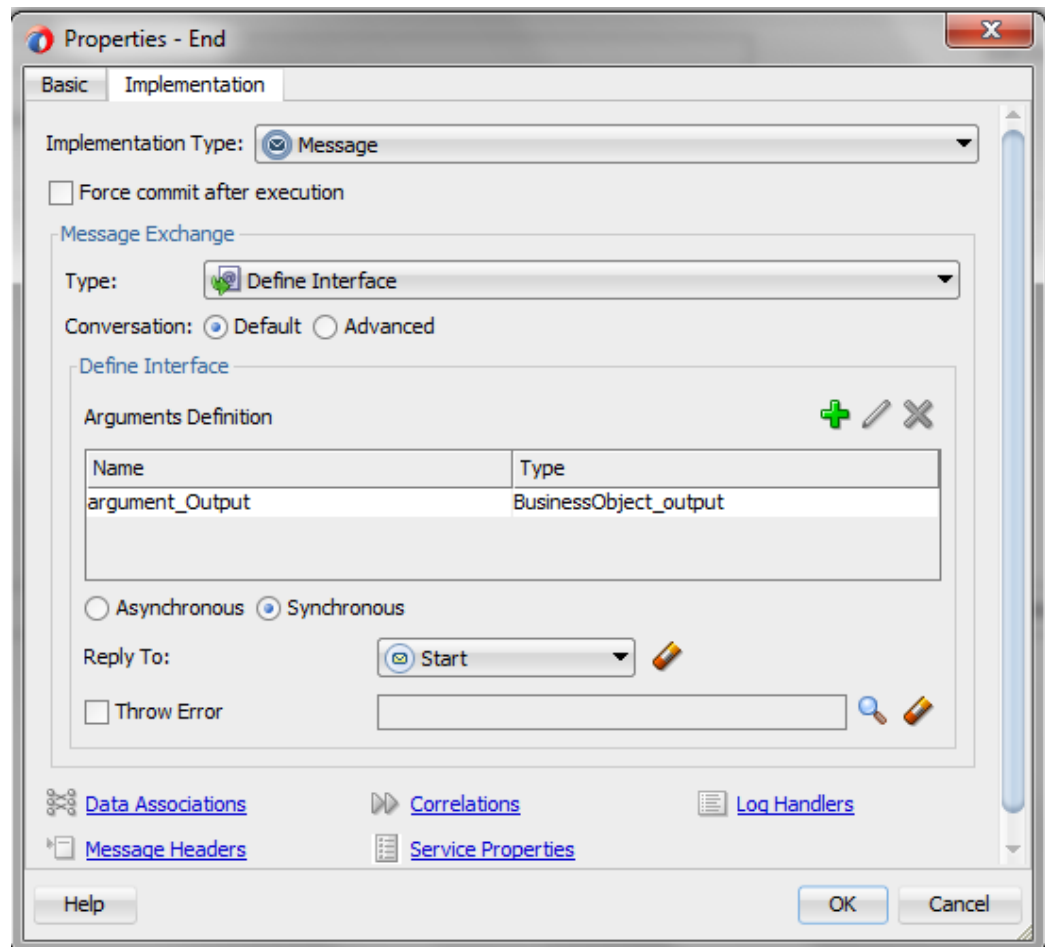 Properties - End
Basic Implementation
Implementation Type: Message
Force commit after execution
Message Exchange
Type: Define Interface
Conversation: Default Advanced
Define Interface
Arguments Definition
Name Type
argument_Output BusinessObject_output
Asynchronous Synchronous
Reply To: Start
Throw Error
Data Associations Correlations Log Handlers
Message Headers Service Properties
Help OK Cancel